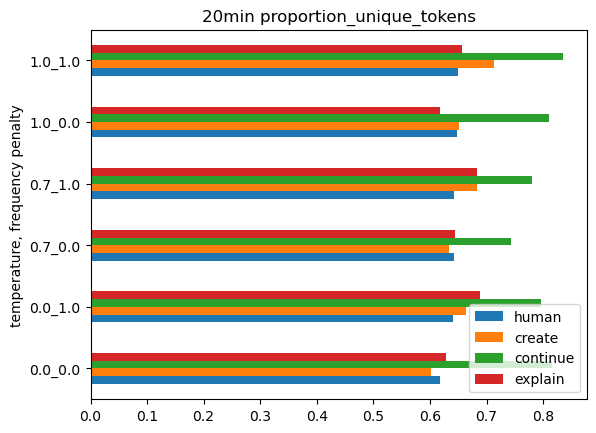 20min proportion_unique_tokens
temperature, frequency penalty
1.0_1.0
1.0_0.0
0.7_1.0
0.7_0.0
0.0_1.0
0.0_0.0
human
create
continue
explain
0.0 0.1 0.2 0.3 0.4 0.5 0.6 0.7 0.8